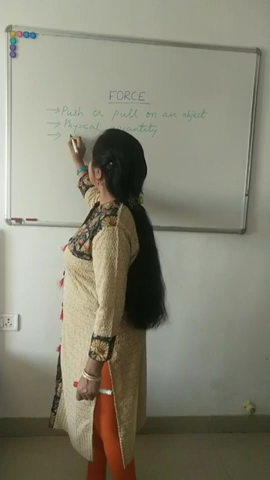 FORCE
→ Push or pull on an object
→ Physical quantity
→